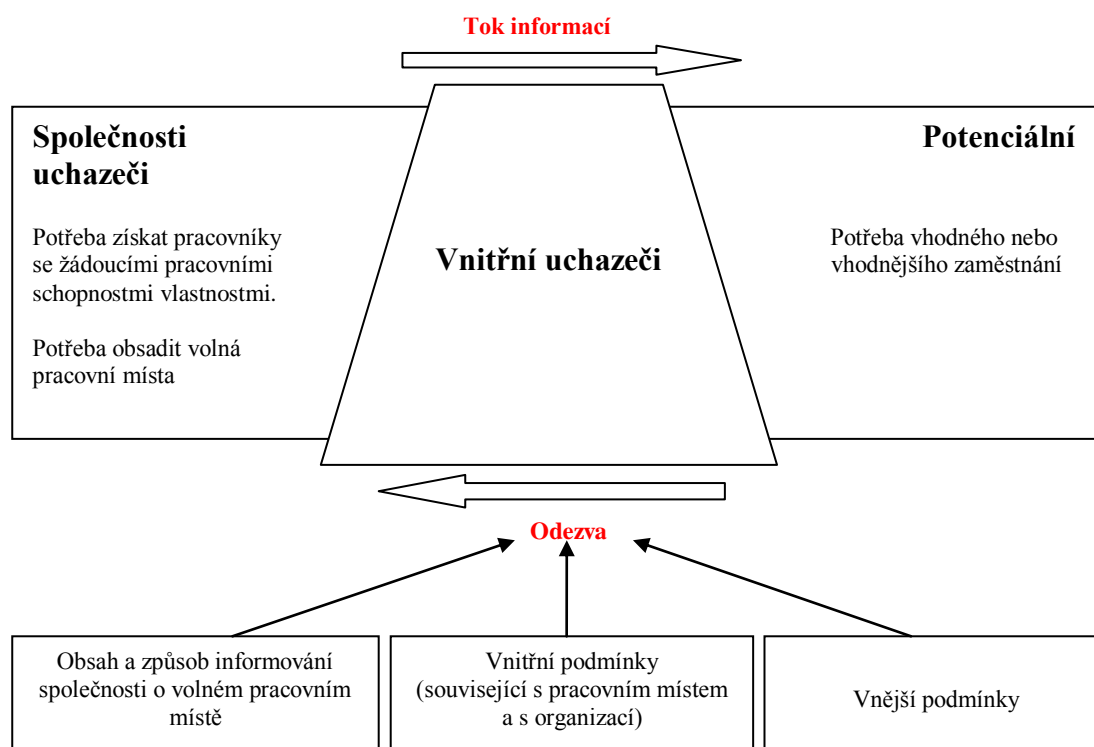 Tok informací
Společnosti
uchazeči
Potřeba získat pracovníky
se žádoucími pracovními
schopnostmi vlastnostmi.
Potřeba obsadit volná
pracovní místa
Vnitřní uchazeči
Potenciální
Potřeba vhodného nebo
vhodnějšího zaměstnání
Odezva
Obsah a způsob informování
společnosti o volném pracovním
místě
Vnitřní podmínky
(související s pracovním místem
a s organizací)
Vnější podmínky